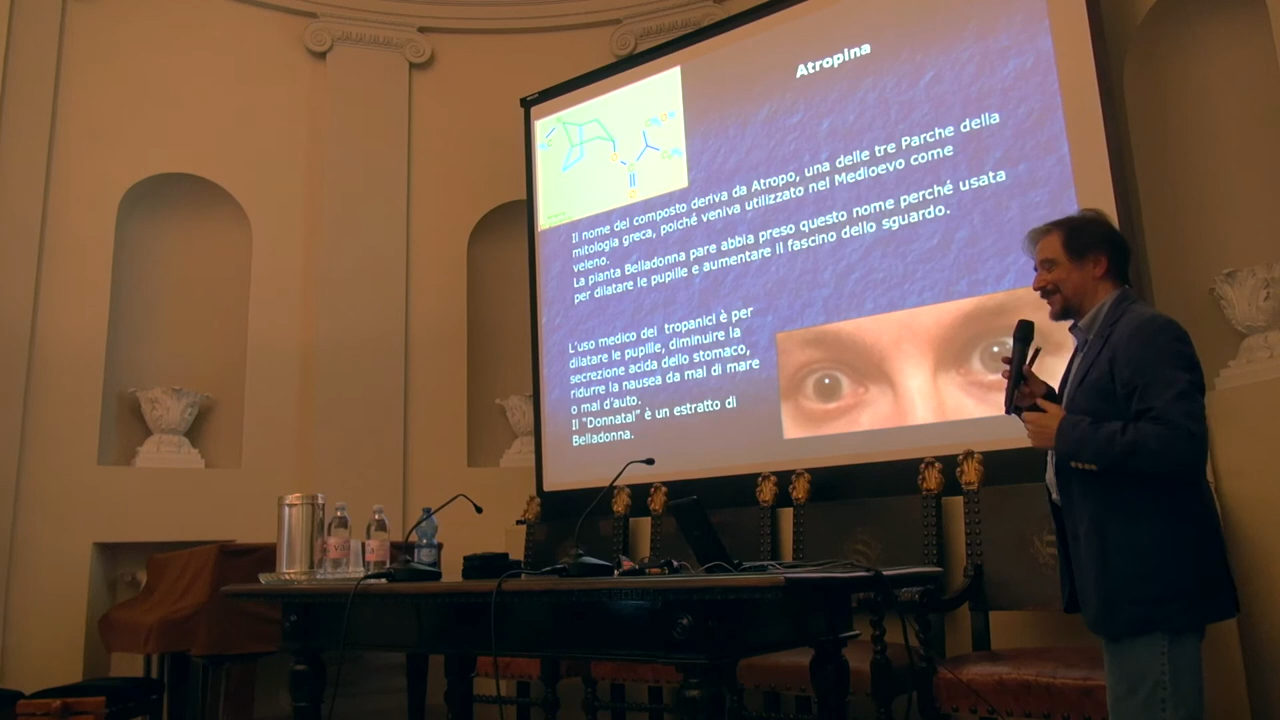 Atropina
Il nome del composto deriva da Atropo, una delle tre Parche della
mitologia greca, poiché veniva utilizzato nel Medioevo come
veleno.
La pianta Belladonna pare abbia preso questo nome perché usata
per dilatare le pupille e aumentare il fascino dello sguardo.
L'uso medico dei tropanici è per
dilatare le pupille, diminuire la
secrezione acida dello stomaco,
ridurre la nausea da mal di mare
o mal d'auto.
Il "Donnatal" è un estratto di
Belladonna.